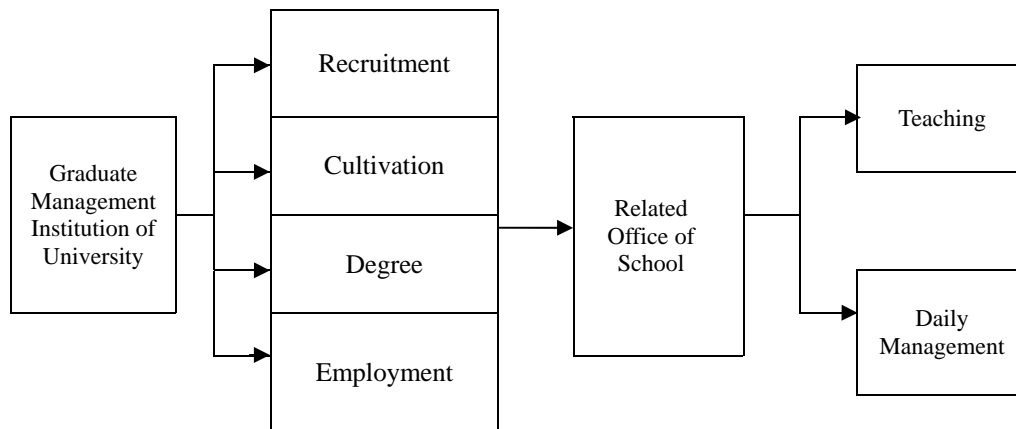 Graduate
Management
Institution of
University
Recruitment
Cultivation
Degree
Employment
Related
Office of
School
Teaching
Daily
Management